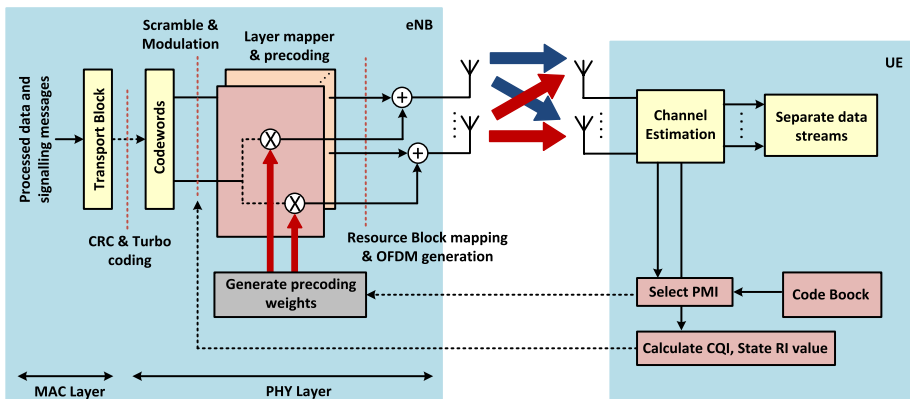 eNB
Scramble &
Modulation
Layer mapper
& precoding
UE
Processed data and
signalling messages
Transport Block
Codewords
X
X
+
+
Channel
Estimation
Separate data
streams
CRC & Turbo
coding
Resource Block mapping
& OFDM generation
Generate precoding
weights
Select PMI
Code Boock
Calculate CQI, State RI value
MAC Layer
PHY Layer